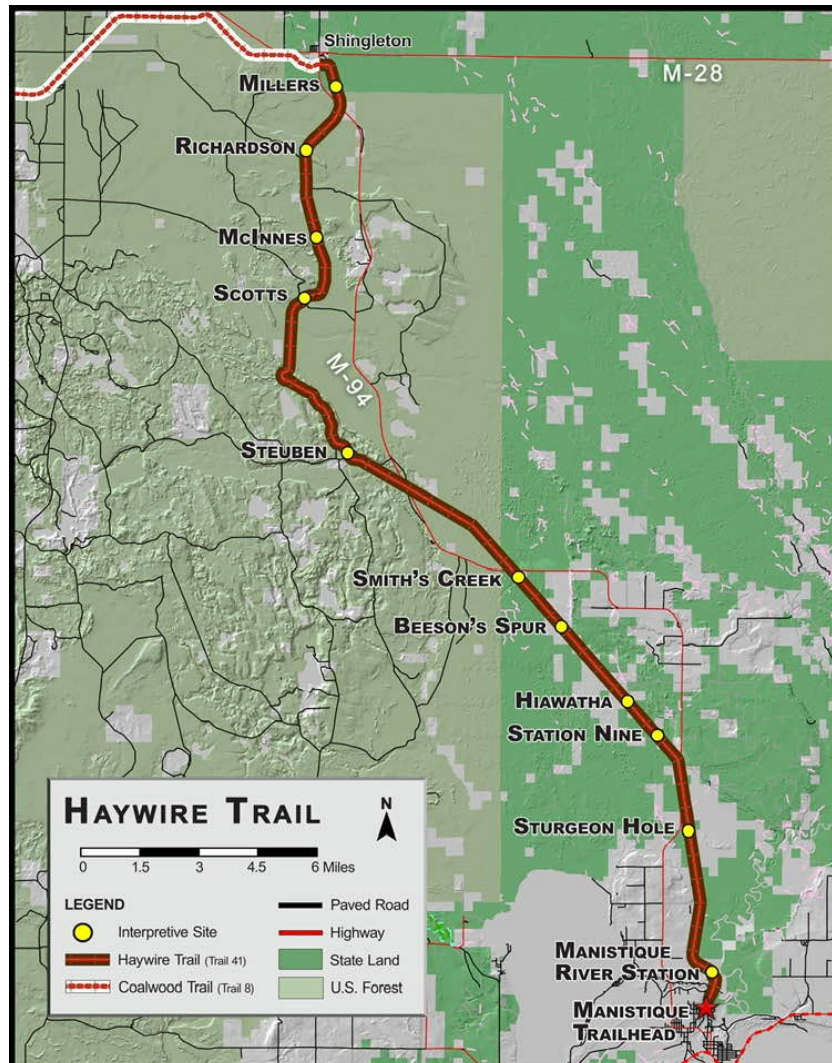 Shingleton
M-28
MILLERS
RICHARDSON
MCINNES
SCOTTS
M-94
STEUBEN
SMITH'S CREEK
BEESON'S SPUR
HIAWATHA
STATION NINE
STURGEON HOLE
MANISTIQUE
RIVER STATION
MANISTIQUE
TRAILHEAD
HAYWIRE TRAIL
N
0 1.5 3 4.5 6 Miles
LEGEND
Interpretive Site
Haywire Trail (Trail 41)
Coalwood Trail (Trail 8)
Paved Road
Highway
State Land
U.S. Forest